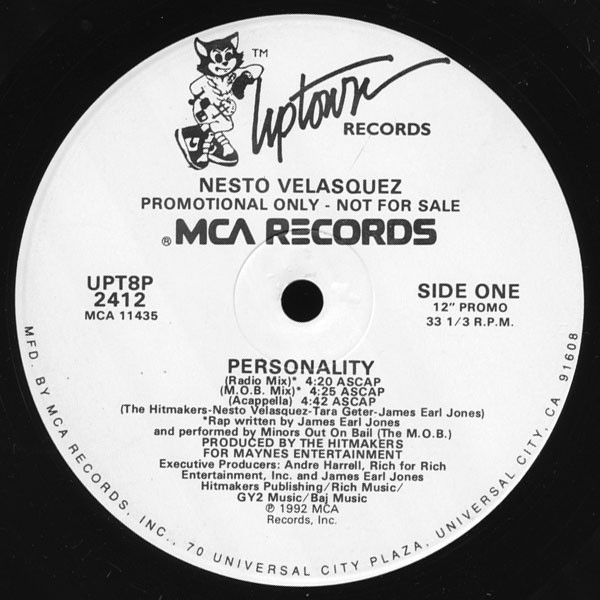 TM
Uptown
RECORDS
NESTO VELASQUEZ
PROMOTIONAL ONLY - NOT FOR SALE
® MCA RECORDS
UPT8P
2412
MCA 11435
SIDE ONE
12" PROMO
33 1/3 R.P.M.
PERSONALITY
(Radio Mix)* 4:20 ASCAP
(M.O.B. Mix)* 4:25 ASCAP
(Acappella) 4:42 ASCAP
(The Hitmakers-Nesto Velasquez-Tara Geter-James Earl Jones)
*Rap written by James Earl Jones
and performed by Minors Out On Bail (The M.O.B.)
PRODUCED BY THE HITMAKERS
FOR MAYNES ENTERTAINMENT
Executive Producers: Andre Harrell, Rich for Rich
Entertainment, Inc. and James Earl Jones
Hitmakers Publishing/Rich Music/
GY2 Music/Baj Music
℗ 1992 MCA
Records, Inc.
MFD. BY MCA RECORDS, INC., 70 UNIVERSAL CITY PLAZA, UNIVERSAL CITY, CA 91608